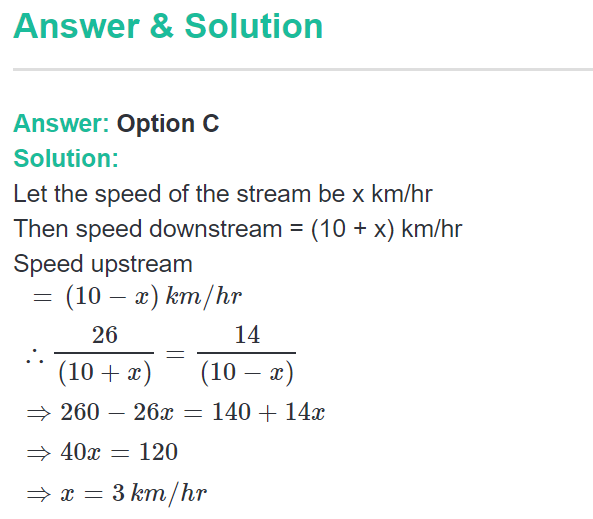 Answer & Solution
Answer: Option C
Solution:
Let the speed of the stream be x km/hr
Then speed downstream = (10 + x) km/hr
Speed upstream
= (10 − x) km/hr
∴ 26/(10 + x) = 14/(10 − x)
⇒ 260 − 26x = 140 + 14x
⇒ 40x = 120
⇒ x = 3 km/hr